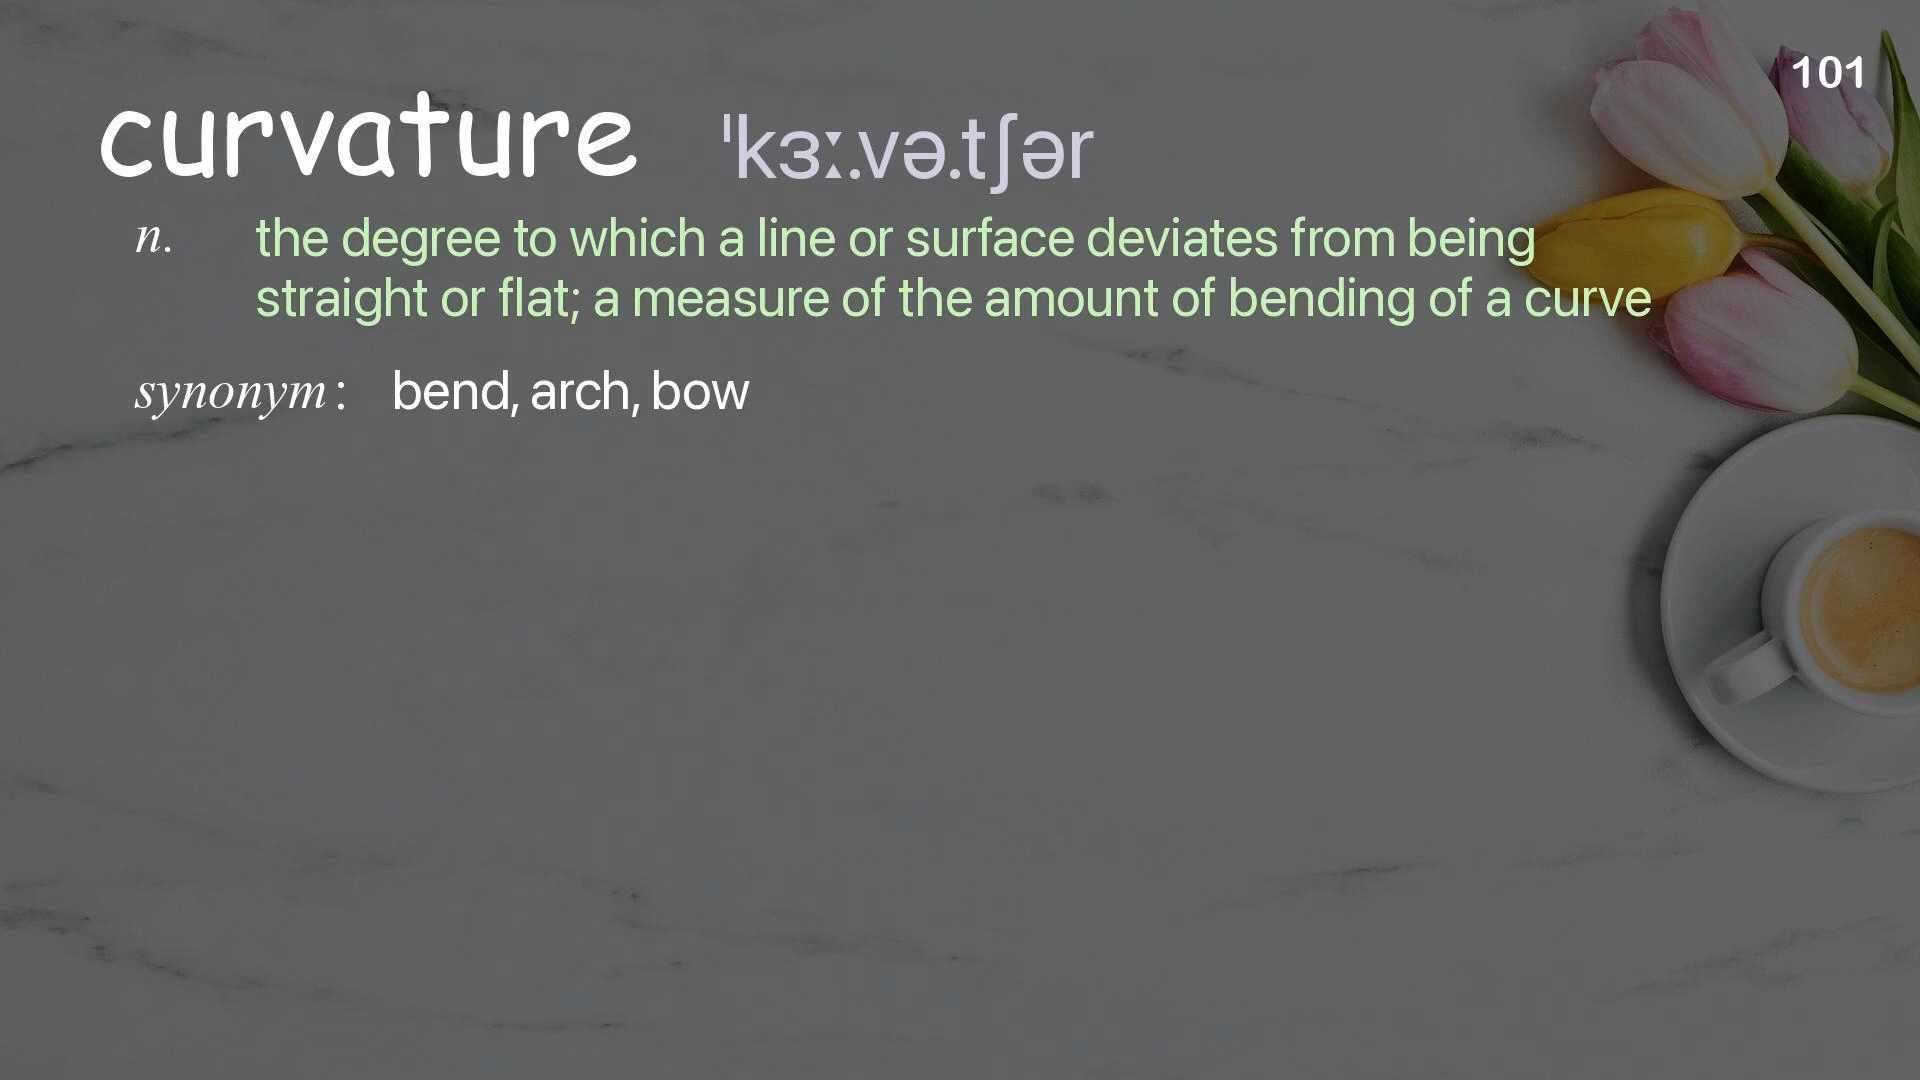 101
curvature ˈkɜː.və.tʃər
n. the degree to which a line or surface deviates from being
straight or flat; a measure of the amount of bending of a curve
synonym: bend, arch, bow